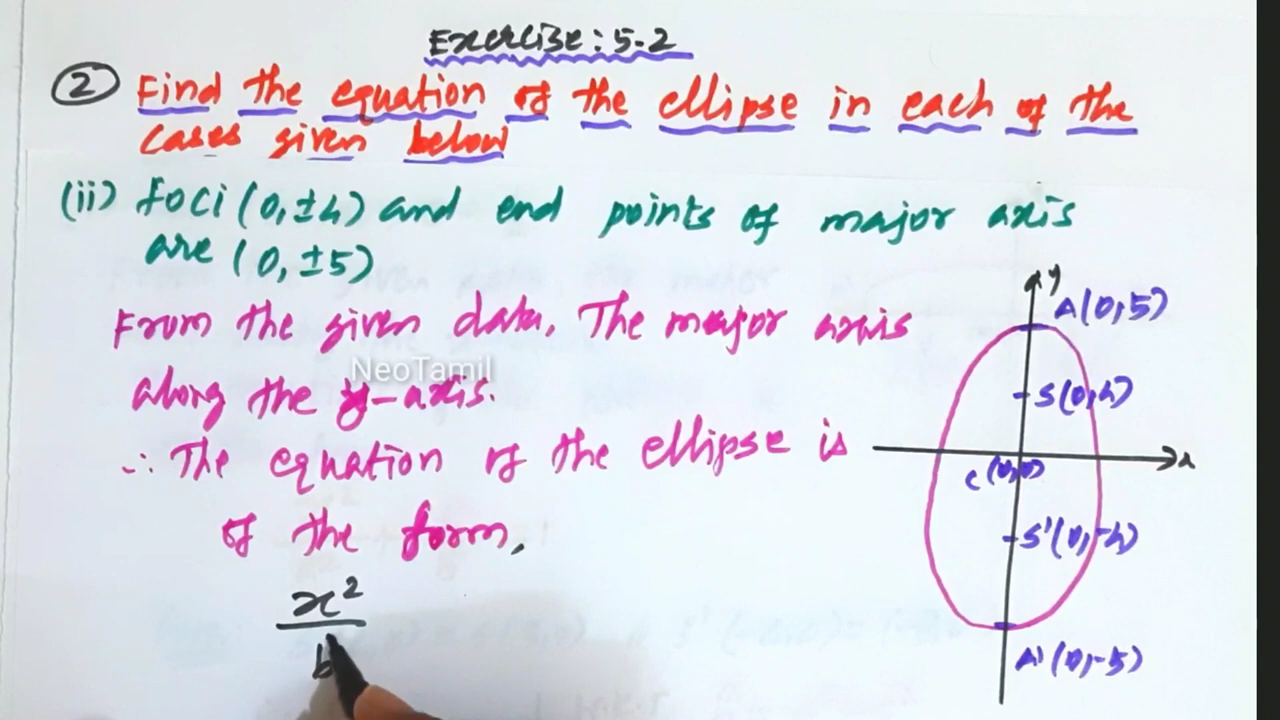 Exercise: 5.2
② Find the equation of the ellipse in each of the
cases given below
(ii) foci (0, ±4) and end points of major axis
are (0, ±5)
From the given data, The major axis
NeoTamil
along the y-axis.
∴ The equation of the ellipse is
of the form,
x²
b
y
A(0,5)
S(0,4)
x
C(0,0)
S'(0,-4)
A'(0,-5)